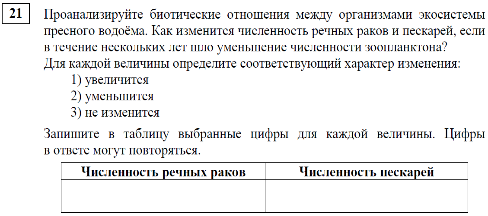 21
Проанализируйте биотические отношения между организмами экосистемы
пресного водоёма. Как изменится численность речных раков и пескарей, если
в течение нескольких лет шло уменьшение численности зоопланктона?
Для каждой величины определите соответствующий характер изменения:
1) увеличится
2) уменьшится
3) не изменится
Запишите в таблицу выбранные цифры для каждой величины. Цифры
в ответе могут повторяться.
Численность речных раков Численность пескарей